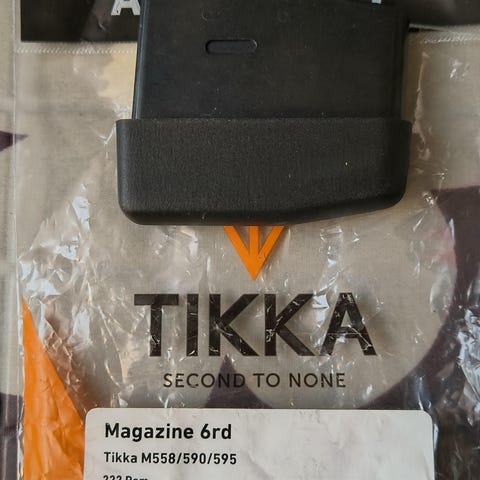 TIKKA
SECOND TO NONE
Magazine 6rd
Tikka M558/590/595